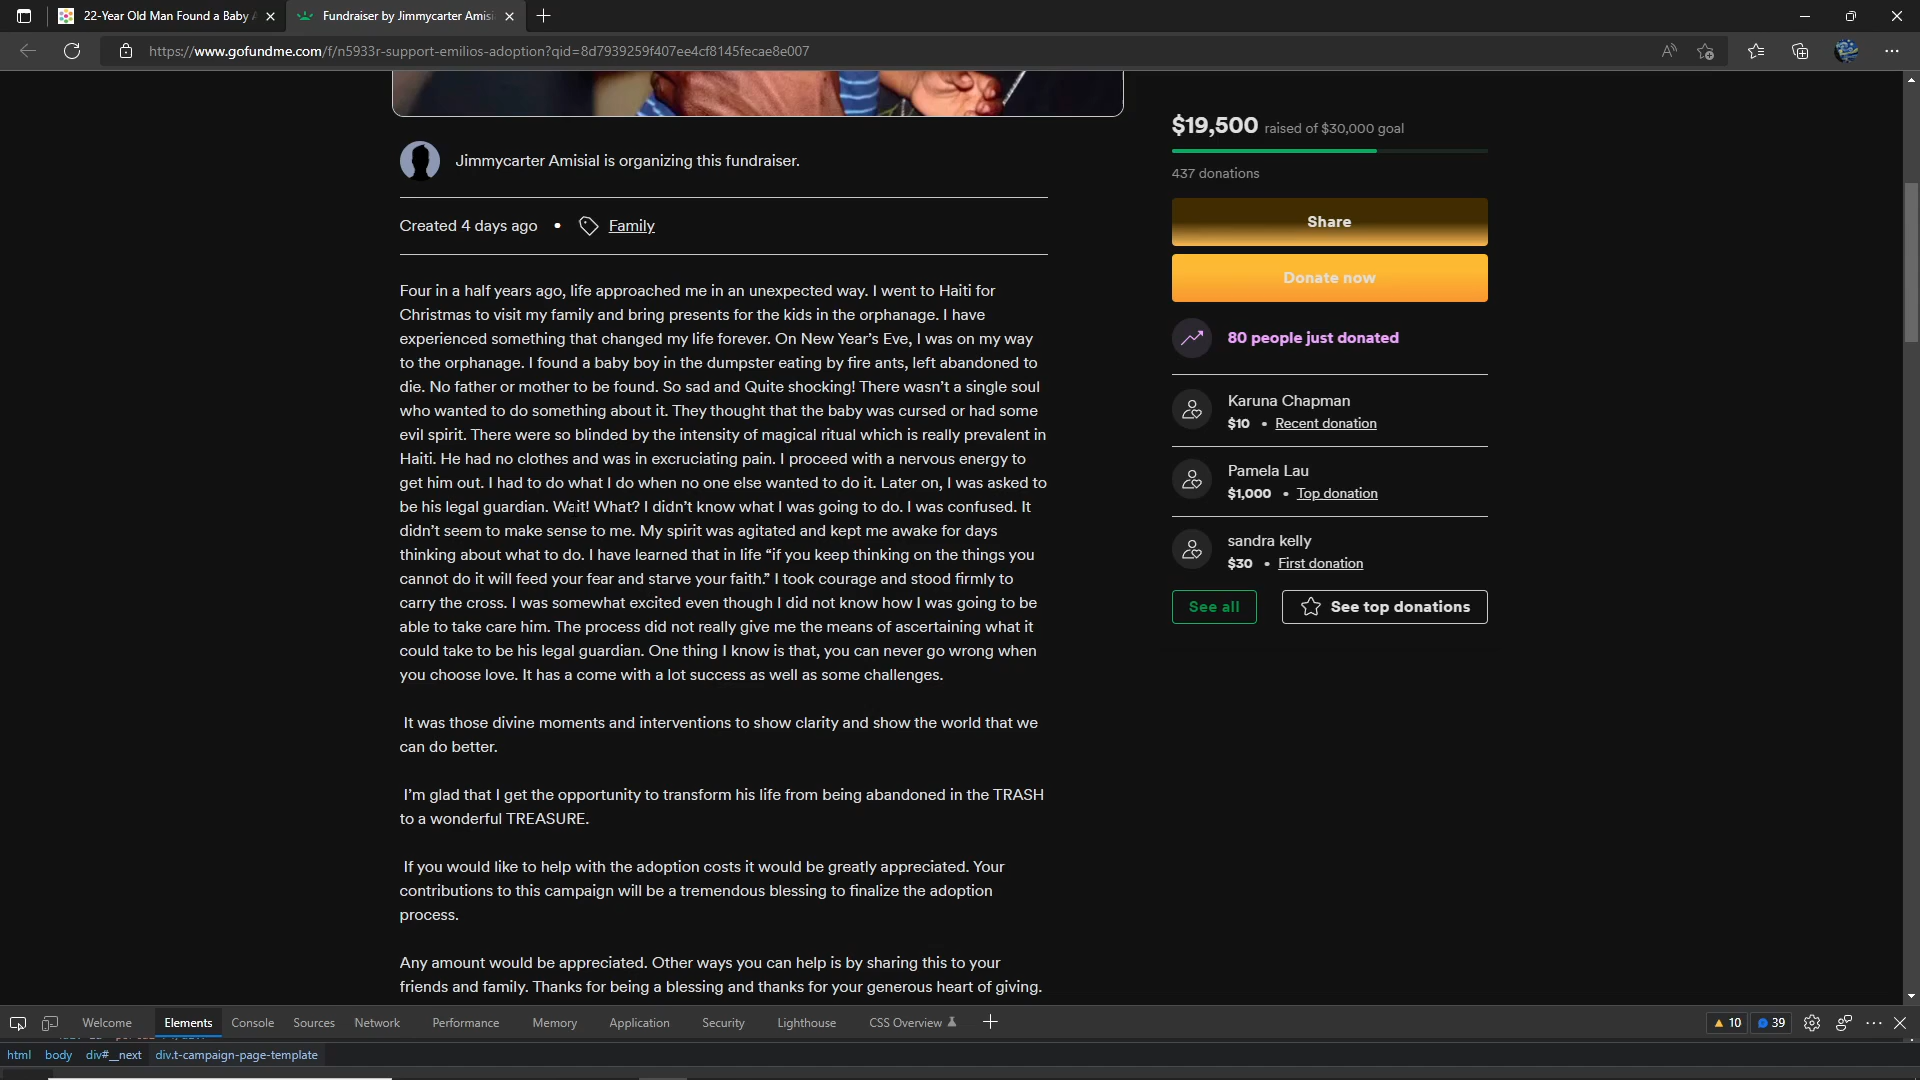 22-Year Old Man Found a Baby
Fundraiser by Jimmycarter Amisi
https://www.gofundme.com/f/n5933r-support-emilios-adoption?qid=8d7939259f407ee4cf8145fecae8e007
Jimmycarter Amisial is organizing this fundraiser.
Created 4 days ago • Family
Four in a half years ago, life approached me in an unexpected way. I went to Haiti for
Christmas to visit my family and bring presents for the kids in the orphanage. I have
experienced something that changed my life forever. On New Year’s Eve, I was on my way
to the orphanage. I found a baby boy in the dumpster eating by fire ants, left abandoned to
die. No father or mother to be found. So sad and Quite shocking! There wasn’t a single soul
who wanted to do something about it. They thought that the baby was cursed or had some
evil spirit. There were so blinded by the intensity of magical ritual which is really prevalent in
Haiti. He had no clothes and was in excruciating pain. I proceed with a nervous energy to
get him out. I had to do what I do when no one else wanted to do it. Later on, I was asked to
be his legal guardian. Wait! What? I didn’t know what I was going to do. I was confused. It
didn’t seem to make sense to me. My spirit was agitated and kept me awake for days
thinking about what to do. I have learned that in life “if you keep thinking on the things you
cannot do it will feed your fear and starve your faith.” I took courage and stood firmly to
carry the cross. I was somewhat excited even though I did not know how I was going to be
able to take care him. The process did not really give me the means of ascertaining what it
could take to be his legal guardian. One thing I know is that, you can never go wrong when
you choose love. It has a come with a lot success as well as some challenges.
It was those divine moments and interventions to show clarity and show the world that we
can do better.
I’m glad that I get the opportunity to transform his life from being abandoned in the TRASH
to a wonderful TREASURE.
If you would like to help with the adoption costs it would be greatly appreciated. Your
contributions to this campaign will be a tremendous blessing to finalize the adoption
process.
Any amount would be appreciated. Other ways you can help is by sharing this to your
friends and family. Thanks for being a blessing and thanks for your generous heart of giving.
$19,500 raised of $30,000 goal
437 donations
Share
Donate now
80 people just donated
Karuna Chapman
$10 • Recent donation
Pamela Lau
$1,000 • Top donation
sandra kelly
$30 • First donation
See all
See top donations
Welcome Elements Console Sources Network Performance Memory Application Security Lighthouse CSS Overview 10 39
html body div#__next div.t-campaign-page-template